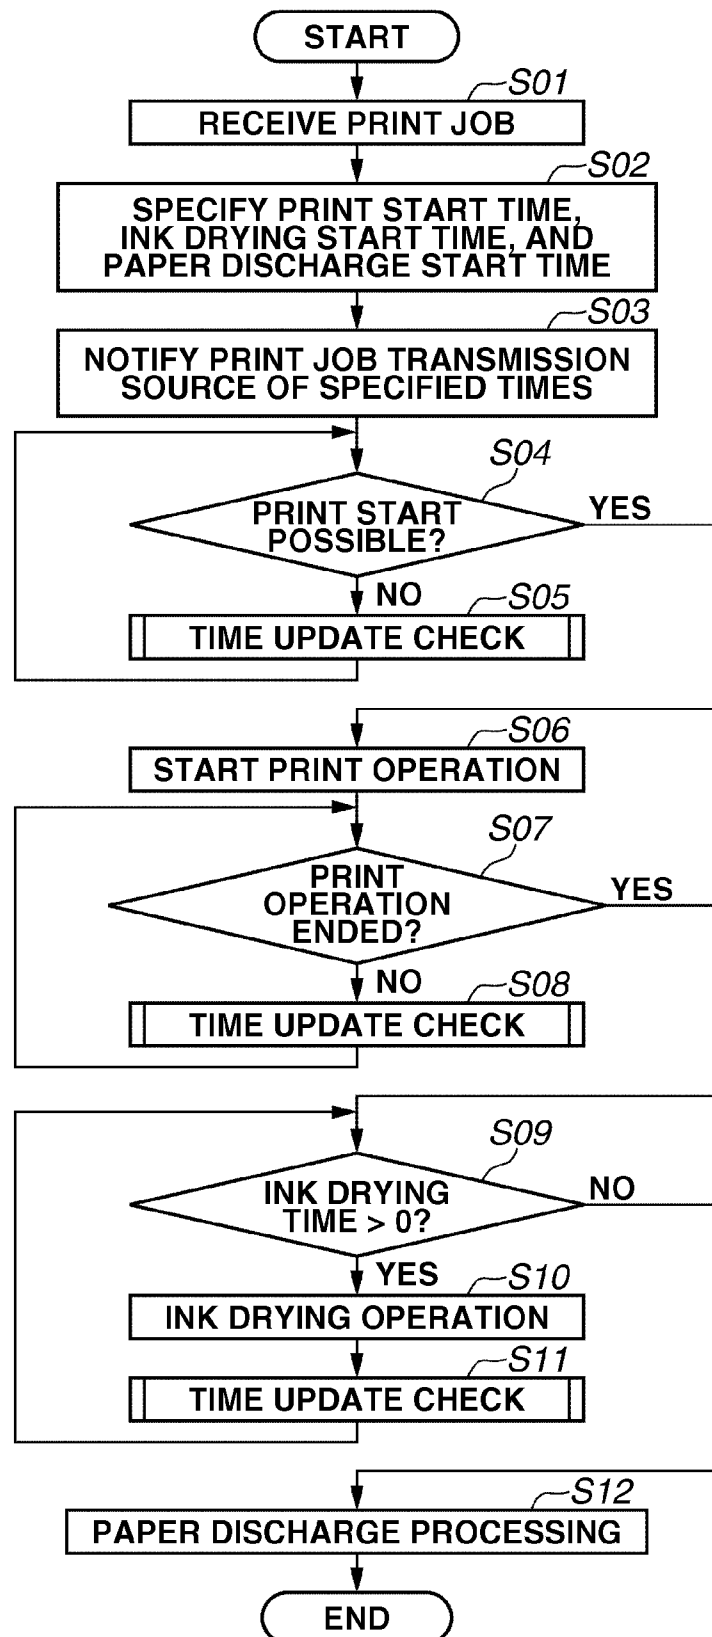 START
S01
RECEIVE PRINT JOB
S02
SPECIFY PRINT START TIME,
INK DRYING START TIME, AND
PAPER DISCHARGE START TIME
S03
NOTIFY PRINT JOB TRANSMISSION
SOURCE OF SPECIFIED TIMES
S04
PRINT START
POSSIBLE?
YES
NO
S05
TIME UPDATE CHECK
S06
START PRINT OPERATION
S07
PRINT
OPERATION
ENDED?
YES
NO
S08
TIME UPDATE CHECK
S09
INK DRYING
TIME > 0?
NO
YES
S10
INK DRYING OPERATION
S11
TIME UPDATE CHECK
S12
PAPER DISCHARGE PROCESSING
END